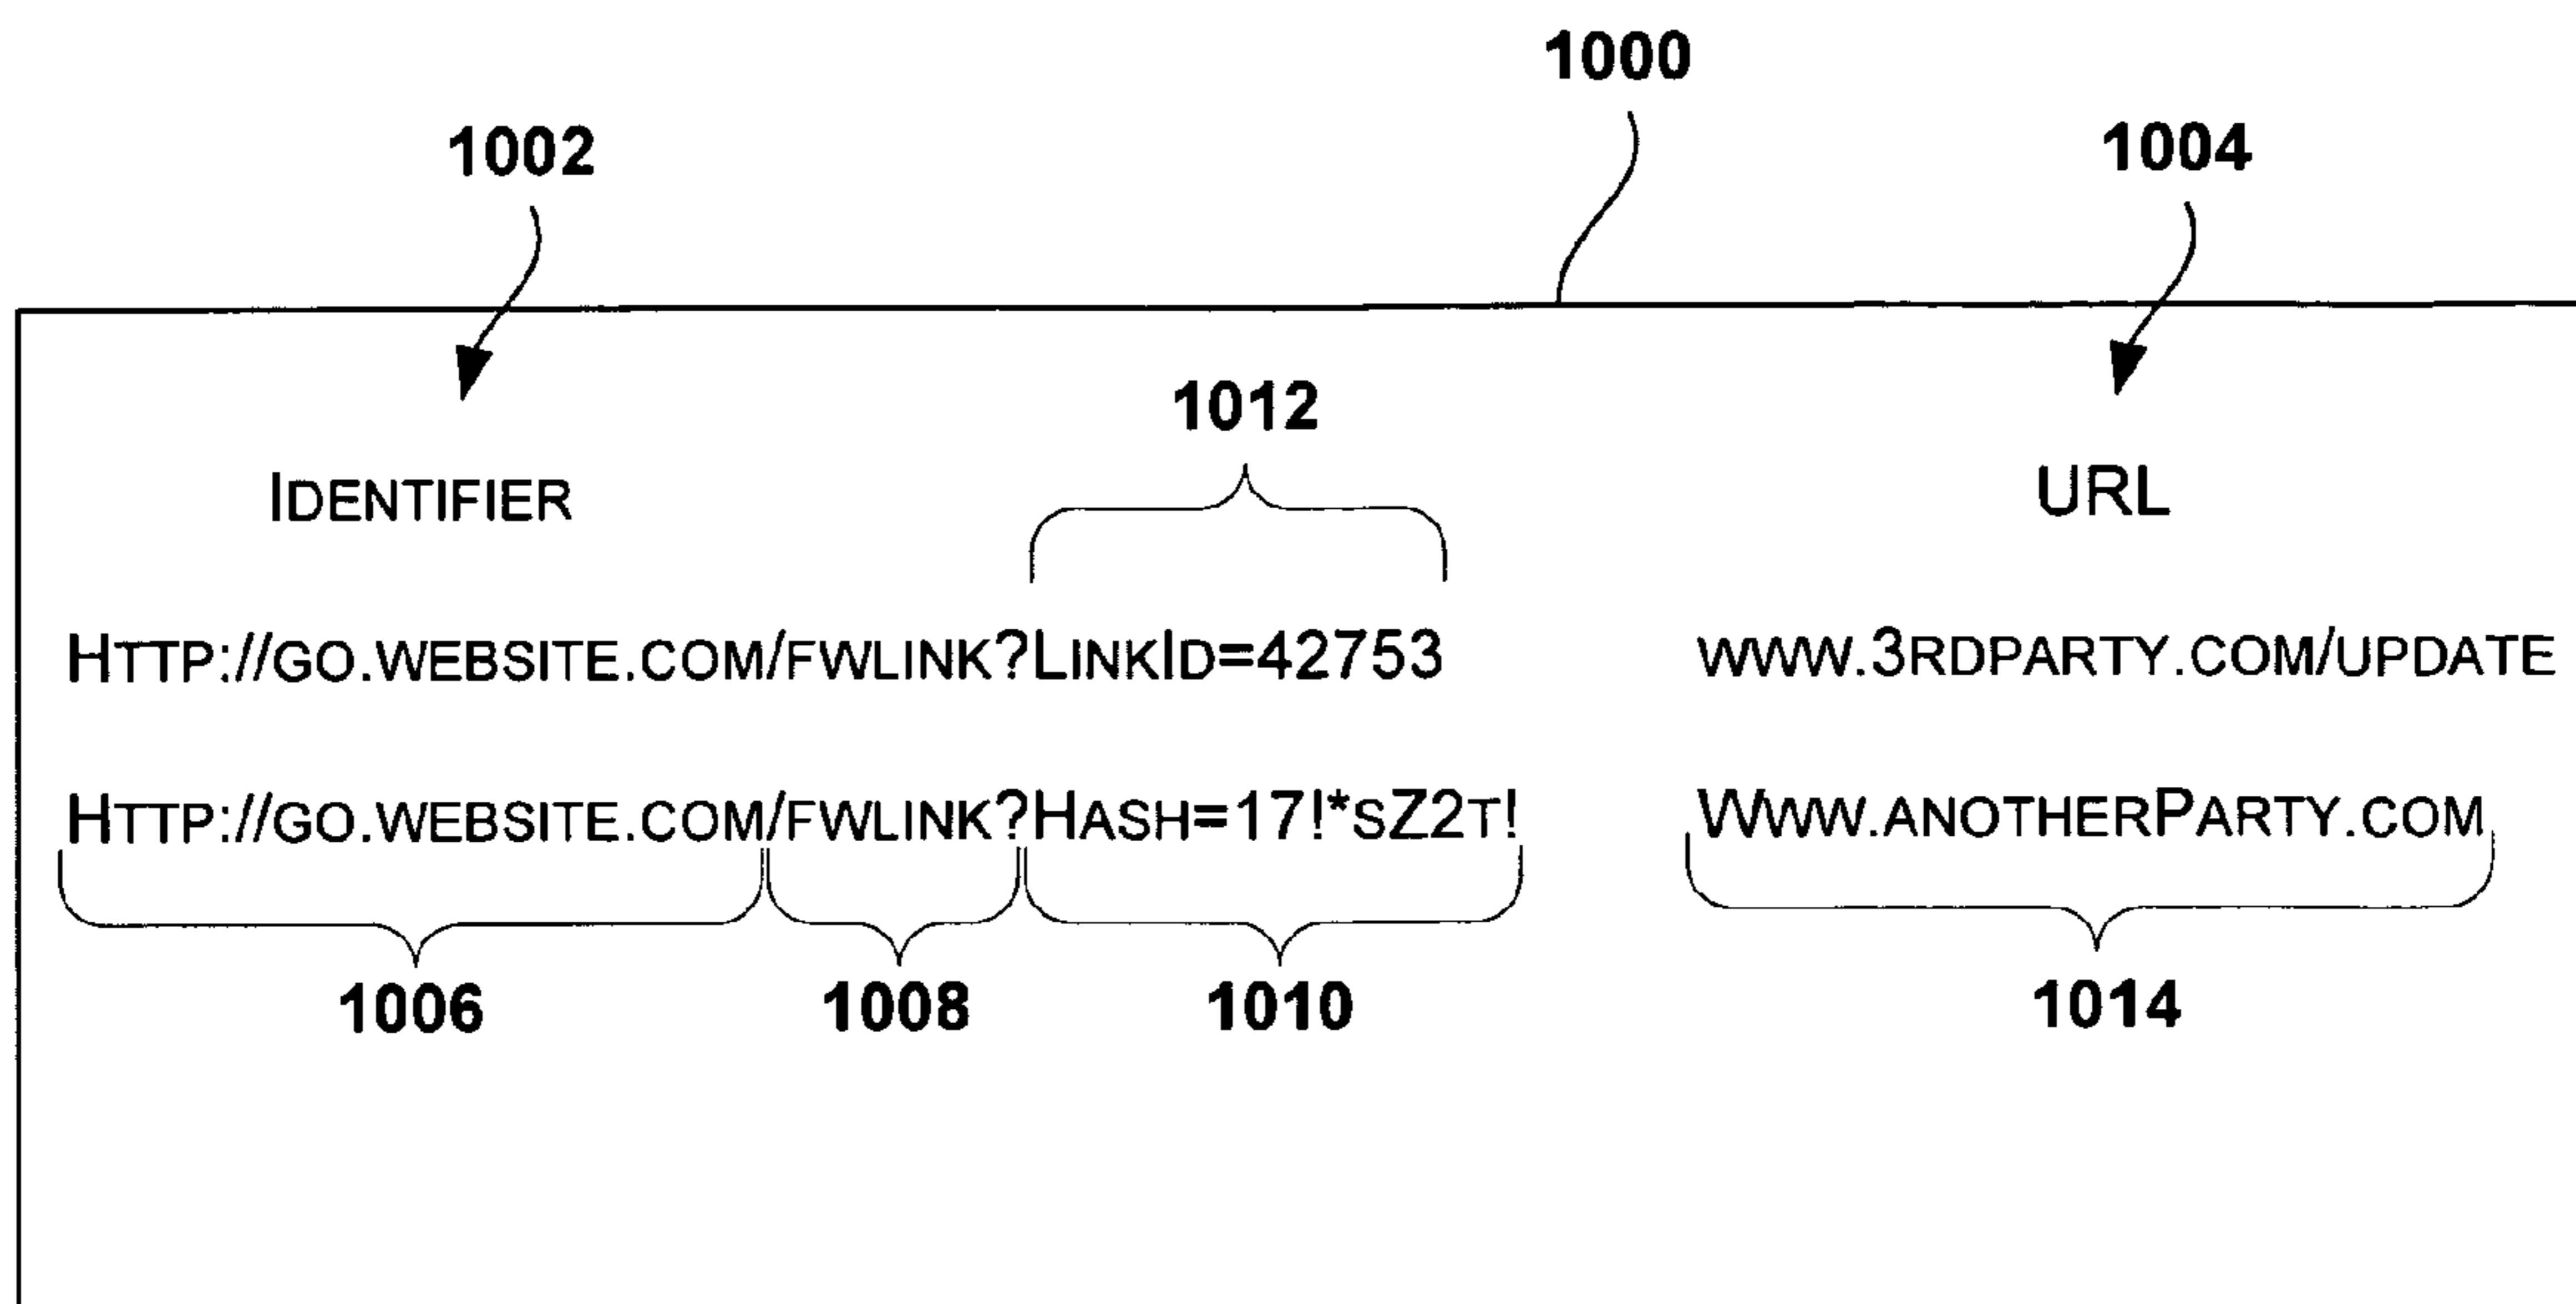 1000
1002 1004
1012
IDENTIFIER URL
HTTP://GO.WEBSITE.COM/FWLINK?LINKID=42753 WWW.3RDPARTY.COM/UPDATE
HTTP://GO.WEBSITE.COM/FWLINK?HASH=17!*SZ2T! WWW.ANOTHERPARTY.COM
1006 1008 1010 1014